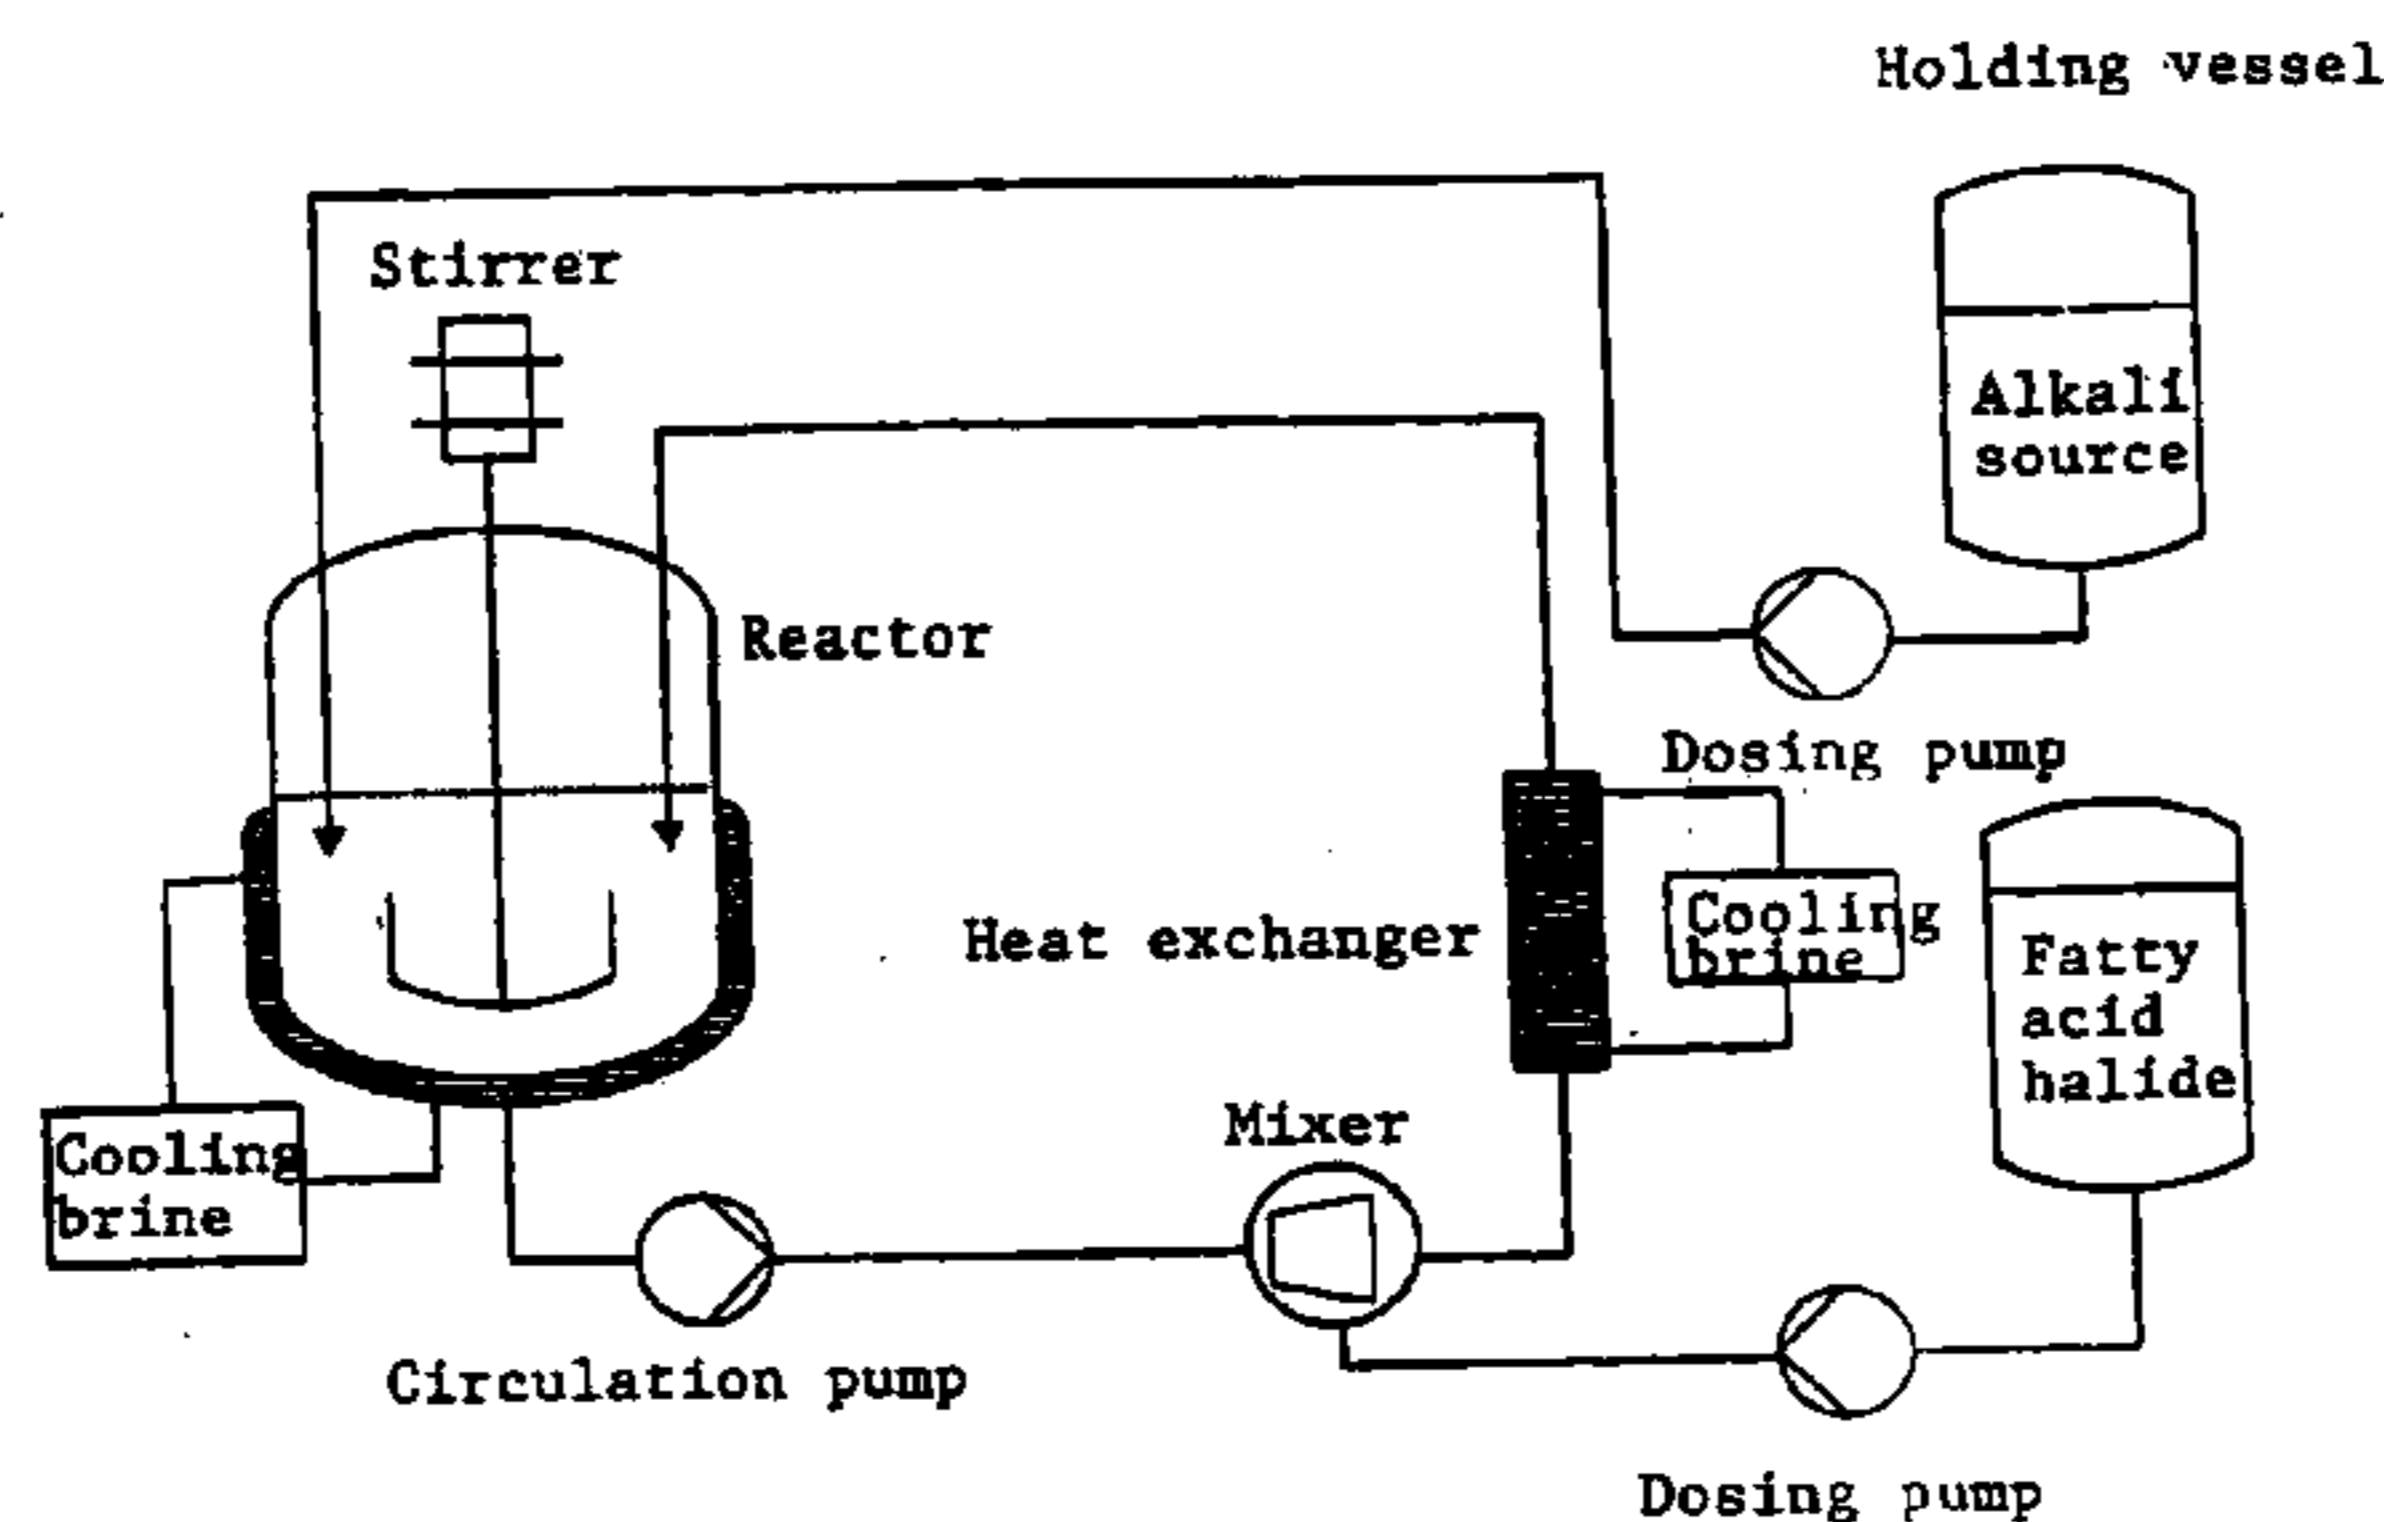 Holding vessel
Stirrer
Alkali
source
Reactor
Dosing pump
Heat exchanger
Cooling
brine
Fatty
acid
halide
Mixer
Cooling
brine
Circulation pump
Dosing pump